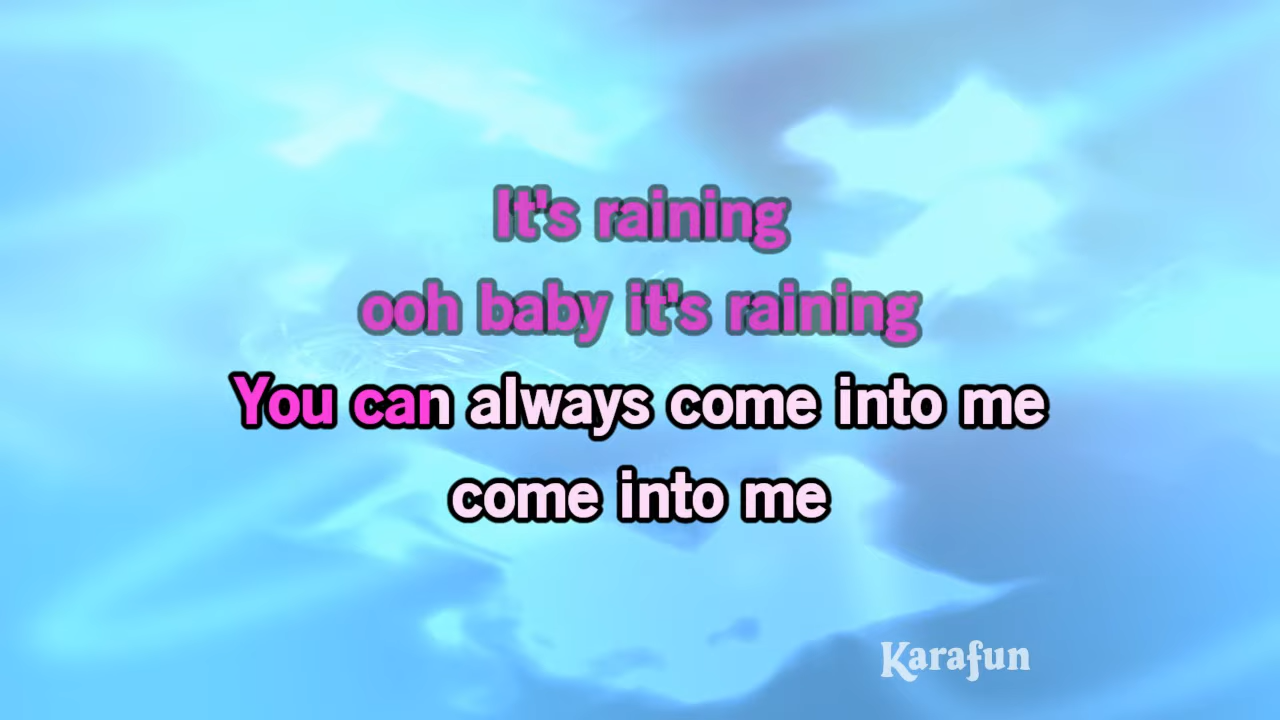 It's raining
ooh baby it's raining
You can always come into me
come into me
Karafun